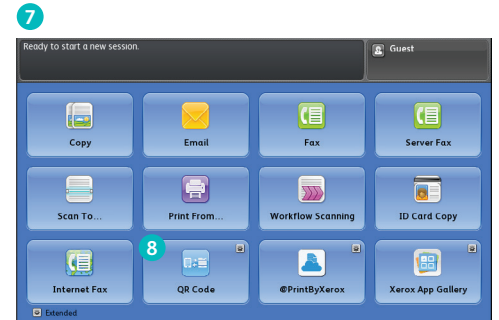 7
Ready to start a new session.
Guest
Copy
Email
Fax
Server Fax
Scan To...
Print From...
Workflow Scanning
ID Card Copy
8
Internet Fax
QR Code
@PrintByXerox
Xerox App Gallery
Extended